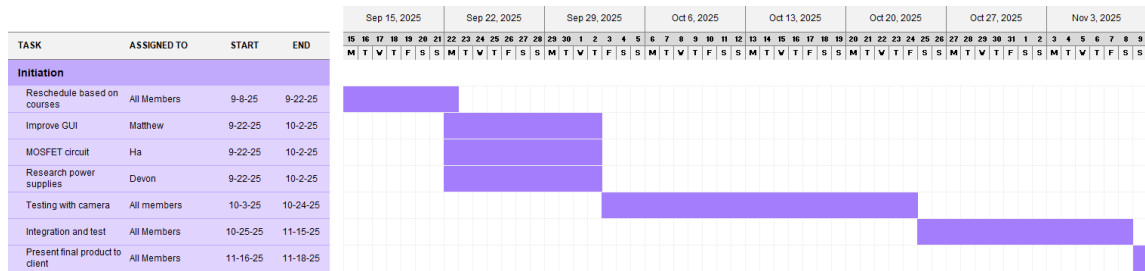 Sep 15, 2025 Sep 22, 2025 Sep 29, 2025 Oct 6, 2025 Oct 13, 2025 Oct 20, 2025 Oct 27, 2025 Nov 3, 2025
TASK ASSIGNED TO START END
15 16 17 18 19 20 21 22 23 24 25 26 27 28 29 30 1 2 3 4 5 6 7 8 9 10 11 12 13 14 15 16 17 18 19 20 21 22 23 24 25 26 27 28 29 30 31 1 2 3 4 5 6 7 8 9
M T W T F S S M T W T F S S M T W T F S S M T W T F S S M T W T F S S M T W T F S S M T W T F S S M T W T F S S
Initiation
Reschedule based on
courses All Members 9-8-25 9-22-25
Improve GUI Matthew 9-22-25 10-2-25
MOSFET circuit Ha 9-22-25 10-2-25
Research power
supplies Devon 9-22-25 10-2-25
Testing with camera All members 10-3-25 10-24-25
Integration and test All Members 10-25-25 11-15-25
Present final product to
client All Members 11-16-25 11-18-25